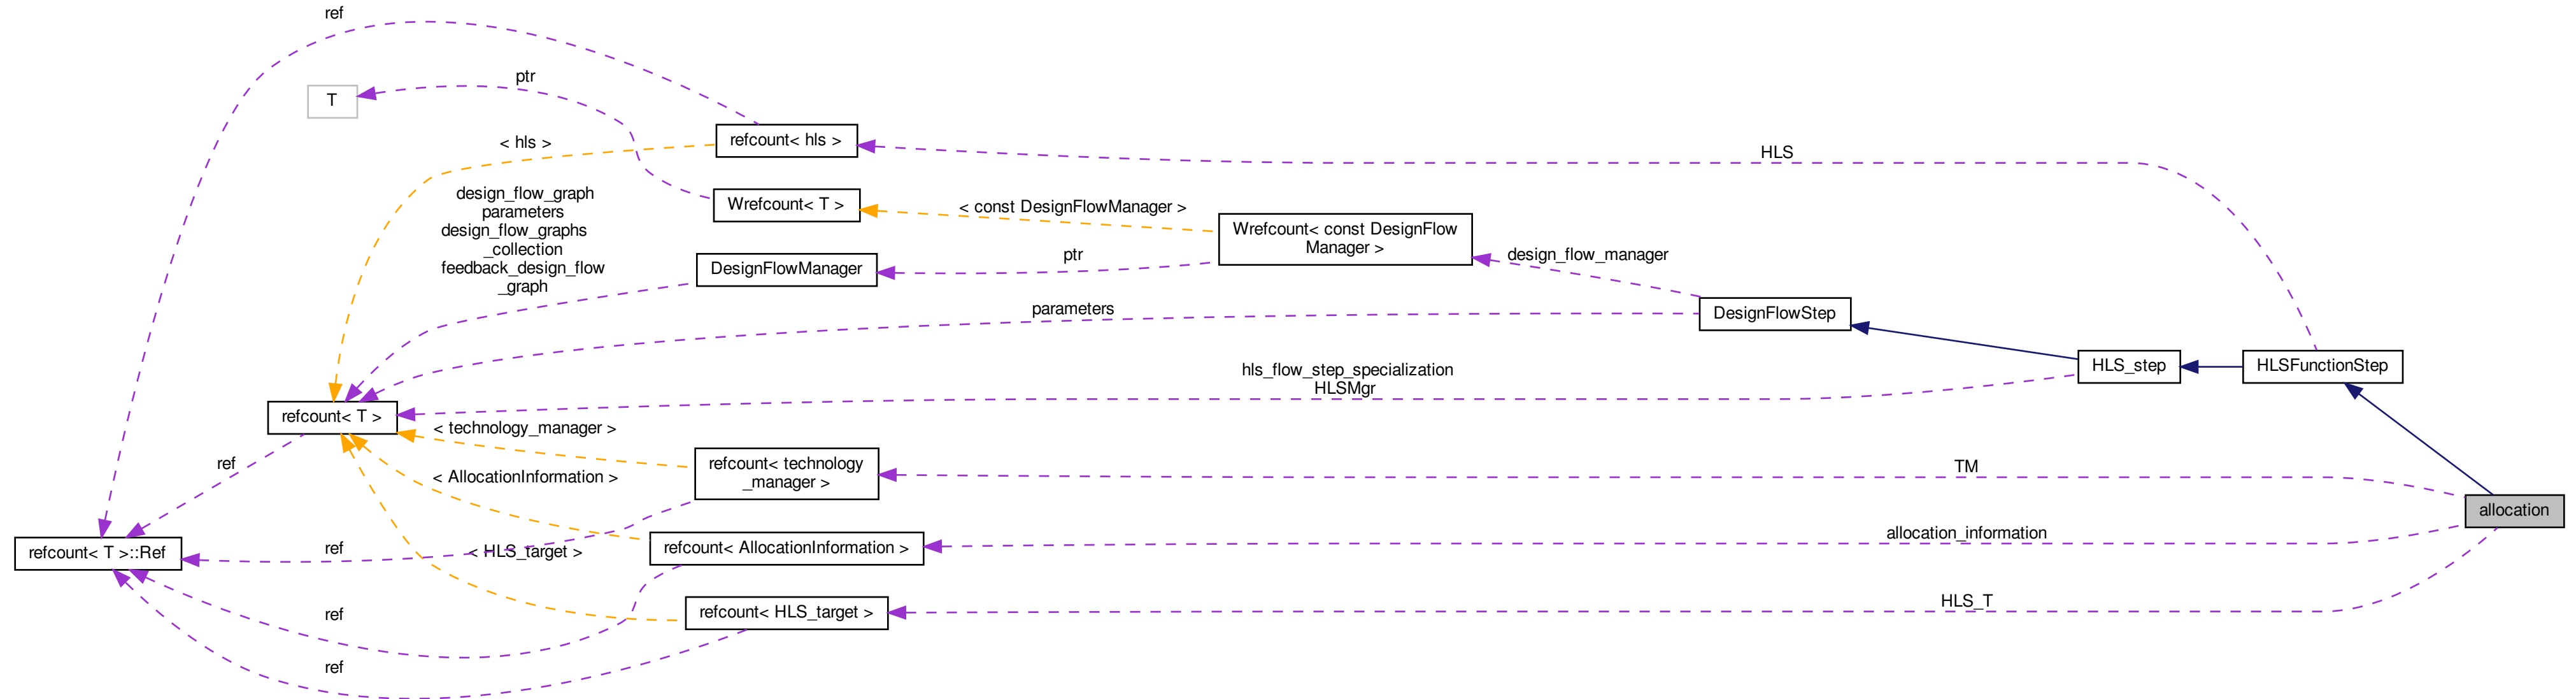 ref
ptr
T
refcount< hls >
< hls >
HLS
design_flow_graph
parameters
design_flow_graphs
_collection
feedback_design_flow
_graph
Wrefcount< T >
< const DesignFlowManager >
Wrefcount< const DesignFlow
Manager >
DesignFlowManager
ptr
design_flow_manager
parameters
DesignFlowStep
hls_flow_step_specialization
HLSMgr
HLS_step
HLSFunctionStep
refcount< T >
< technology_manager >
ref
refcount< technology
_manager >
TM
< AllocationInformation >
allocation
refcount< T >::Ref
ref
< HLS_target >
refcount< AllocationInformation >
allocation_information
ref
refcount< HLS_target >
HLS_T
ref